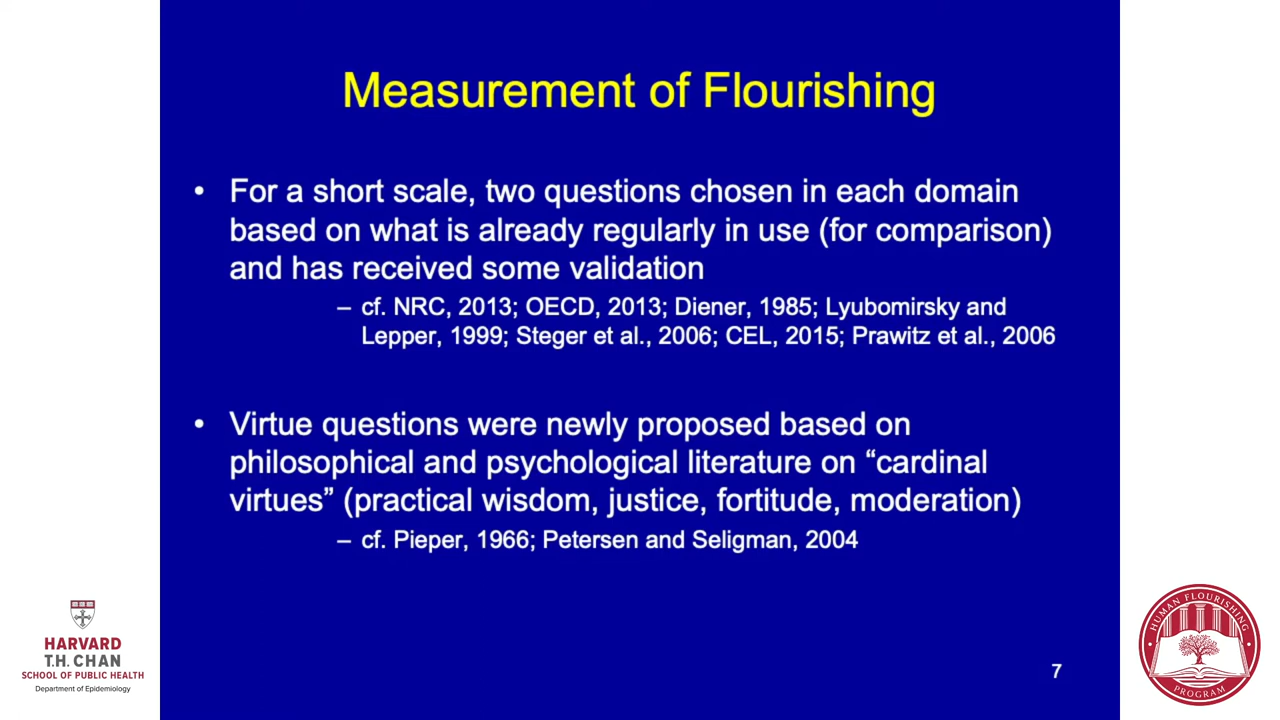 Measurement of Flourishing
• For a short scale, two questions chosen in each domain
based on what is already regularly in use (for comparison)
and has received some validation
– cf. NRC, 2013; OECD, 2013; Diener, 1985; Lyubomirsky and
Lepper, 1999; Steger et al., 2006; CEL, 2015; Prawitz et al., 2006
• Virtue questions were newly proposed based on
philosophical and psychological literature on “cardinal
virtues” (practical wisdom, justice, fortitude, moderation)
– cf. Pieper, 1966; Petersen and Seligman, 2004
HARVARD
T.H. CHAN
SCHOOL OF PUBLIC HEALTH
Department of Epidemiology
7
HUMAN FLOURISHING
PROGRAM